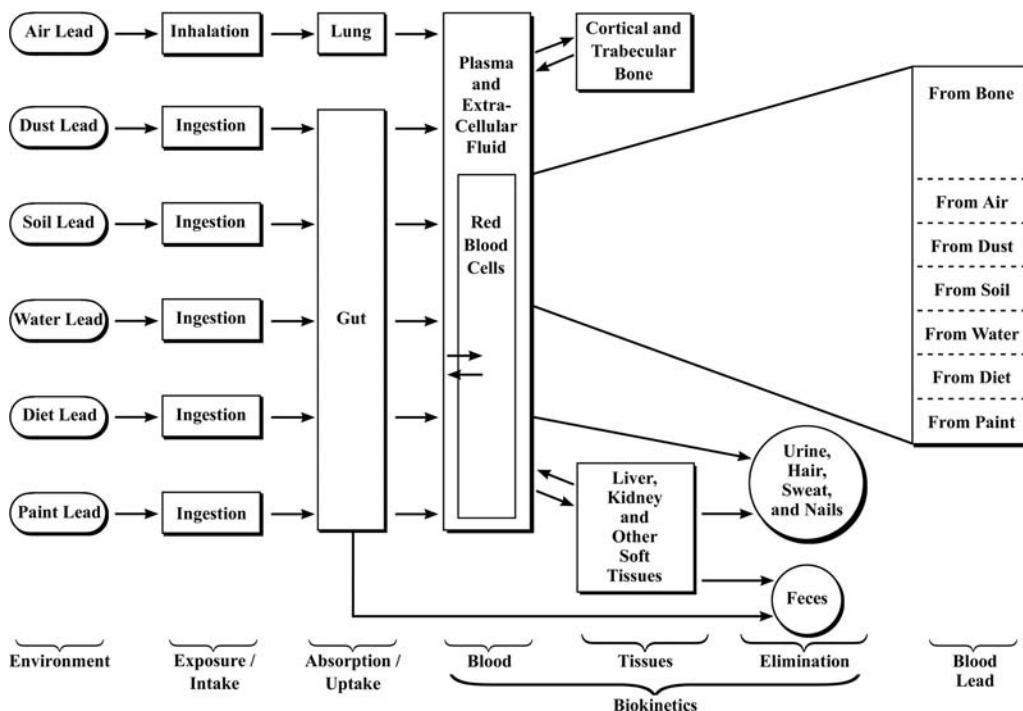 Air Lead
Inhalation
Lung
Plasma
and
Extra-
Cellular
Fluid
Cortical and
Trabecular
Bone
From Bone
Dust Lead
Ingestion
Soil Lead
Ingestion
Red
Blood
Cells
From Air
From Dust
From Soil
From Water
From Diet
From Paint
Water Lead
Ingestion
Gut
Diet Lead
Ingestion
Paint Lead
Ingestion
Liver,
Kidney
and
Other
Soft
Tissues
Urine,
Hair,
Sweat,
and Nails
Feces
Environment
Exposure /
Intake
Absorption /
Uptake
Blood
Tissues
Elimination
Blood
Lead
Biokinetics